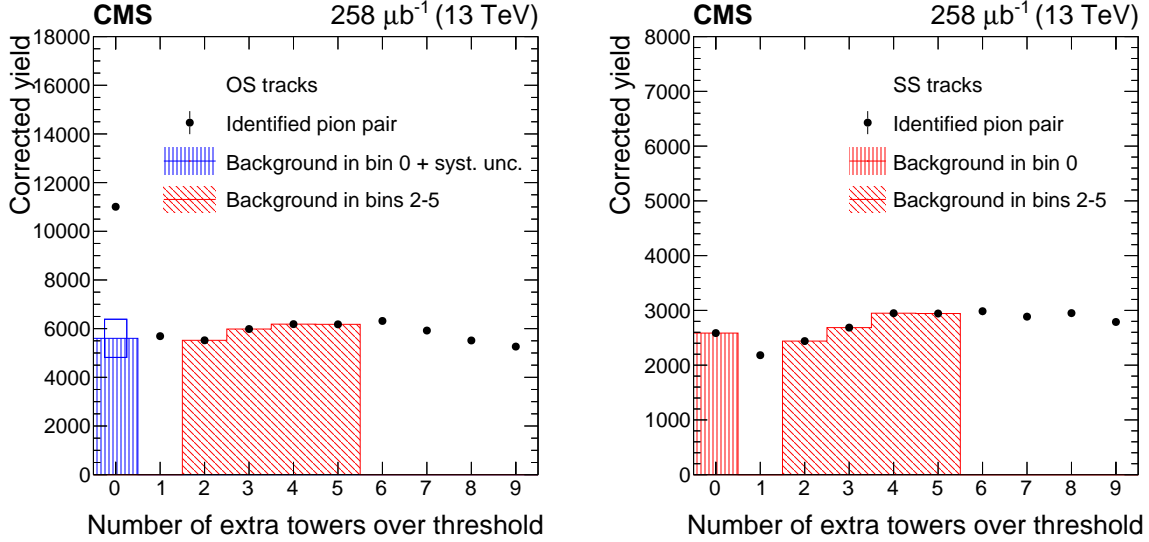 CMS 258 μb⁻¹ (13 TeV)
Corrected yield
18000
16000
14000
12000
10000
8000
6000
4000
2000
0
OS tracks
Identified pion pair
Background in bin 0 + syst. unc.
Background in bins 2-5
0 1 2 3 4 5 6 7 8 9
Number of extra towers over threshold
CMS 258 μb⁻¹ (13 TeV)
Corrected yield
8000
7000
6000
5000
4000
3000
2000
1000
0
SS tracks
Identified pion pair
Background in bin 0
Background in bins 2-5
0 1 2 3 4 5 6 7 8 9
Number of extra towers over threshold